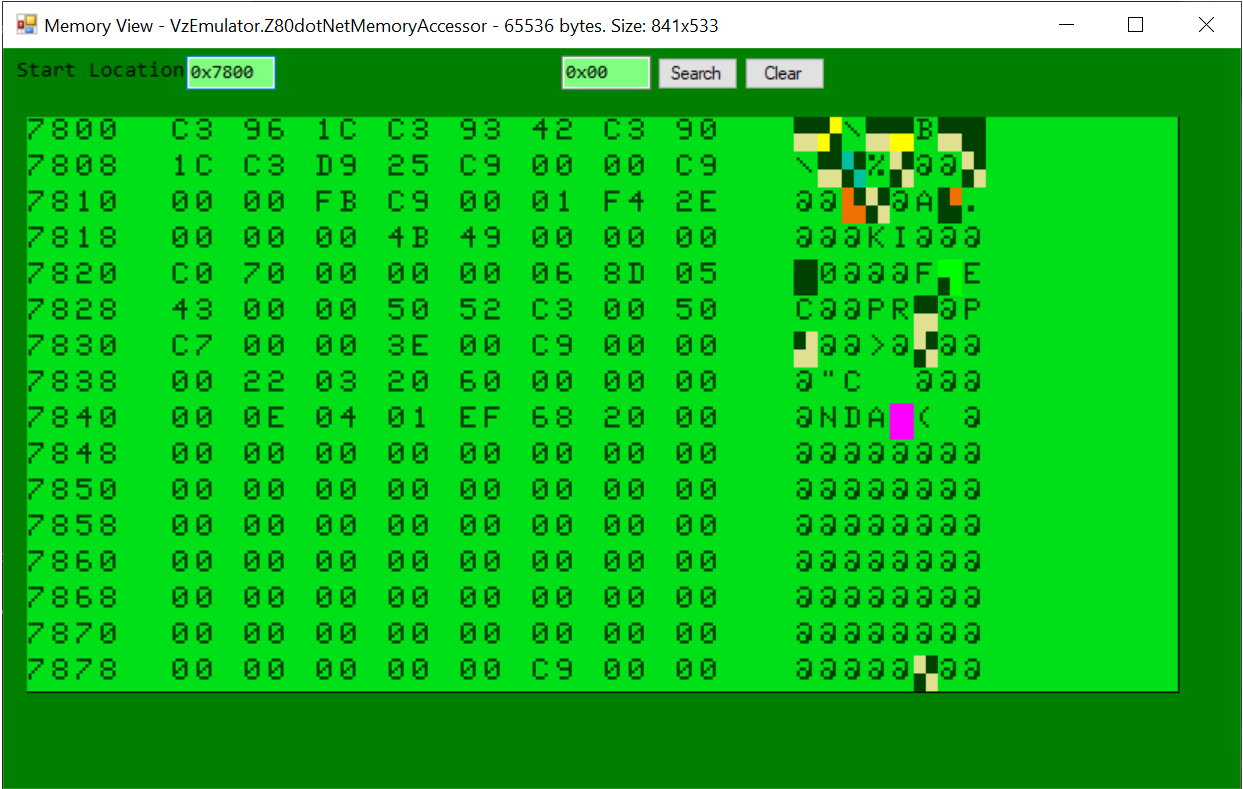 Memory View - VzEmulator.Z80dotNetMemoryAccessor - 65536 bytes. Size: 841x533
Start Location 0x7800 0x00 Search Clear
7800 C3 96 1C C3 93 42 C3 90 \ B
7808 1C C3 D9 25 C9 00 00 C9 \ % @@
7810 00 00 FB C9 00 01 F4 2E @@ @A .
7818 00 00 00 4B 49 00 00 00 @@@KI@@@
7820 C0 70 00 00 00 06 8D 05 0@@@F E
7828 43 00 00 50 52 C3 00 50 C@@PR @P
7830 C7 00 00 3E 00 C9 00 00 @@>@ @@
7838 00 22 03 20 60 00 00 00 @"C @@@
7840 00 0E 04 01 EF 68 20 00 @NDA ( @
7848 00 00 00 00 00 00 00 00 @@@@@@@@
7850 00 00 00 00 00 00 00 00 @@@@@@@@
7858 00 00 00 00 00 00 00 00 @@@@@@@@
7860 00 00 00 00 00 00 00 00 @@@@@@@@
7868 00 00 00 00 00 00 00 00 @@@@@@@@
7870 00 00 00 00 00 00 00 00 @@@@@@@@
7878 00 00 00 00 00 C9 00 00 @@@@@ @@